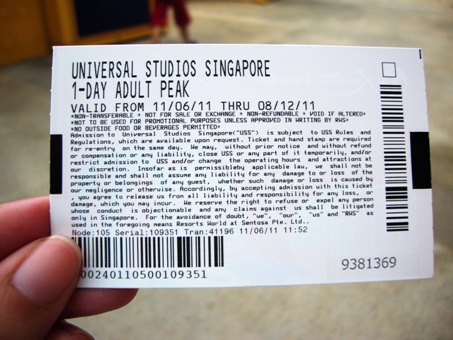 UNIVERSAL STUDIOS SINGAPORE
1-DAY ADULT PEAK
VALID FROM 11/06/11 THRU 08/12/11
*NON-TRANSFERABLE * NOT FOR SALE OR EXCHANGE * NON-REFUNDABLE * VOID IF ALTERED*
*NOT TO BE USED FOR PROMOTIONAL PURPOSES UNLESS APPROVED IN WRITING BY RWS*
*NO OUTSIDE FOOD OR BEVERAGES PERMITTED*
Admission to Universal Studios Singapore("USS") is subject to USS Rules and
Regulations, which are available upon request. Ticket and hand stamp are required
for re-entry on the same day. We may, without prior notice and without refund
or compensation or any liability, close USS or any part of it temporarily, and/or
restrict admission to USS and/or change the operating hours and attractions at
our discretion. Insofar as is permissibleby applicable law, we shall not be
responsible and shall not assume any liability for any damage to or loss of the
property or belongings of any guest, whether such damage or loss is caused by
our negligence or otherwise. Accordingly, by accepting admission with this ticket
, you agree to release us from all liability and responsibility for any loss, or
damage, which you may incur. We reserve the right to refuse or expel any person
whose conduct is objectionable and any claims against us shall be litigated
only in Singapore. For the avoidance of doubt, "we", "our", "us" and "RWS" as
used in the foregoing means Resorts World at Sentosa Pte. Ltd..
Node:105 Serial:109351 Tran:41196 06/11/11 11:52
00240110500109351
9381369